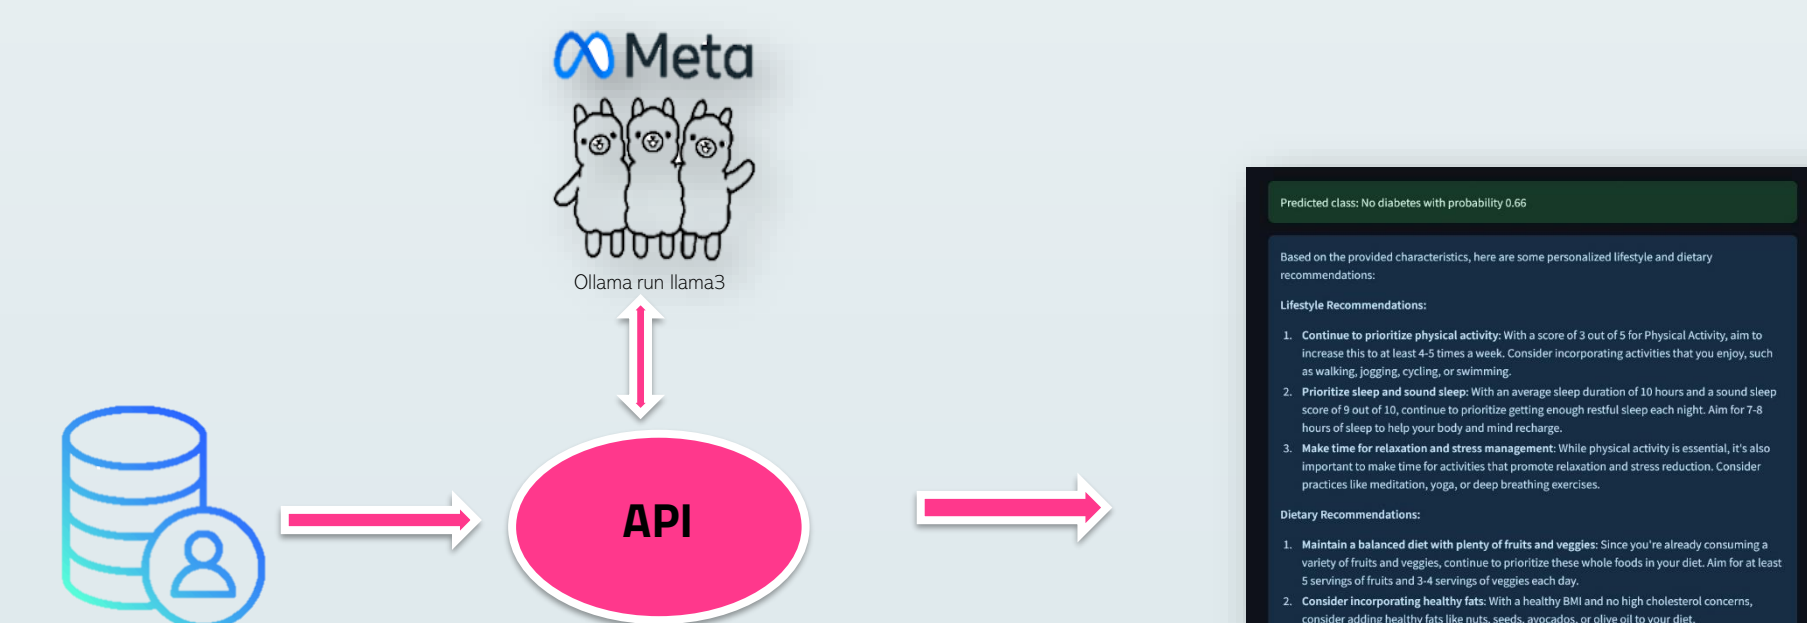 Meta
Ollama run llama3
API
Predicted class: No diabetes with probability 0.66
Based on the provided characteristics, here are some personalized lifestyle and dietary
recommendations:
Lifestyle Recommendations:
1. Continue to prioritize physical activity: With a score of 3 out of 5 for Physical Activity, aim to
increase this to at least 4-5 times a week. Consider incorporating activities that you enjoy, such
as walking, jogging, cycling, or swimming.
2. Prioritize sleep and sound sleep: With an average sleep duration of 10 hours and a sound sleep
score of 9 out of 10, continue to prioritize getting enough restful sleep each night. Aim for 7-8
hours of sleep to help your body and mind recharge.
3. Make time for relaxation and stress management: While physical activity is essential, it's also
important to make time for activities that promote relaxation and stress reduction. Consider
practices like meditation, yoga, or deep breathing exercises.
Dietary Recommendations:
1. Maintain a balanced diet with plenty of fruits and veggies: Since you're already consuming a
variety of fruits and veggies, continue to prioritize these whole foods in your diet. Aim for at least
5 servings of fruits and 3-4 servings of veggies each day.
2. Consider incorporating healthy fats: With a healthy BMI and no high cholesterol concerns,
consider adding healthy fats like nuts, seeds, avocados, or olive oil to your diet.